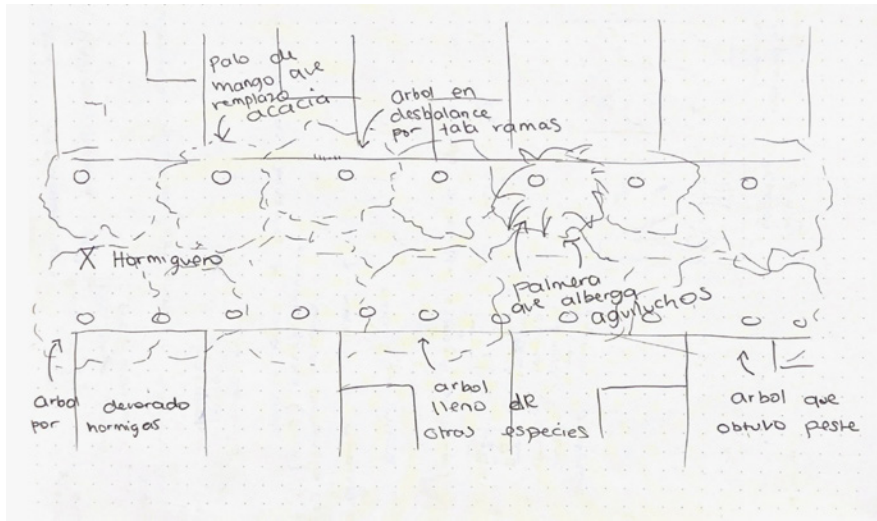 palo de
mango que
remplazo
acacia
arbol en
desbalance
por tala ramas
X Hormiguero
palmera
que alberga
aguiluchos
arbol devorado
por hormigas
arbol
lleno de
otras especies
arbol que
obtuvo peste